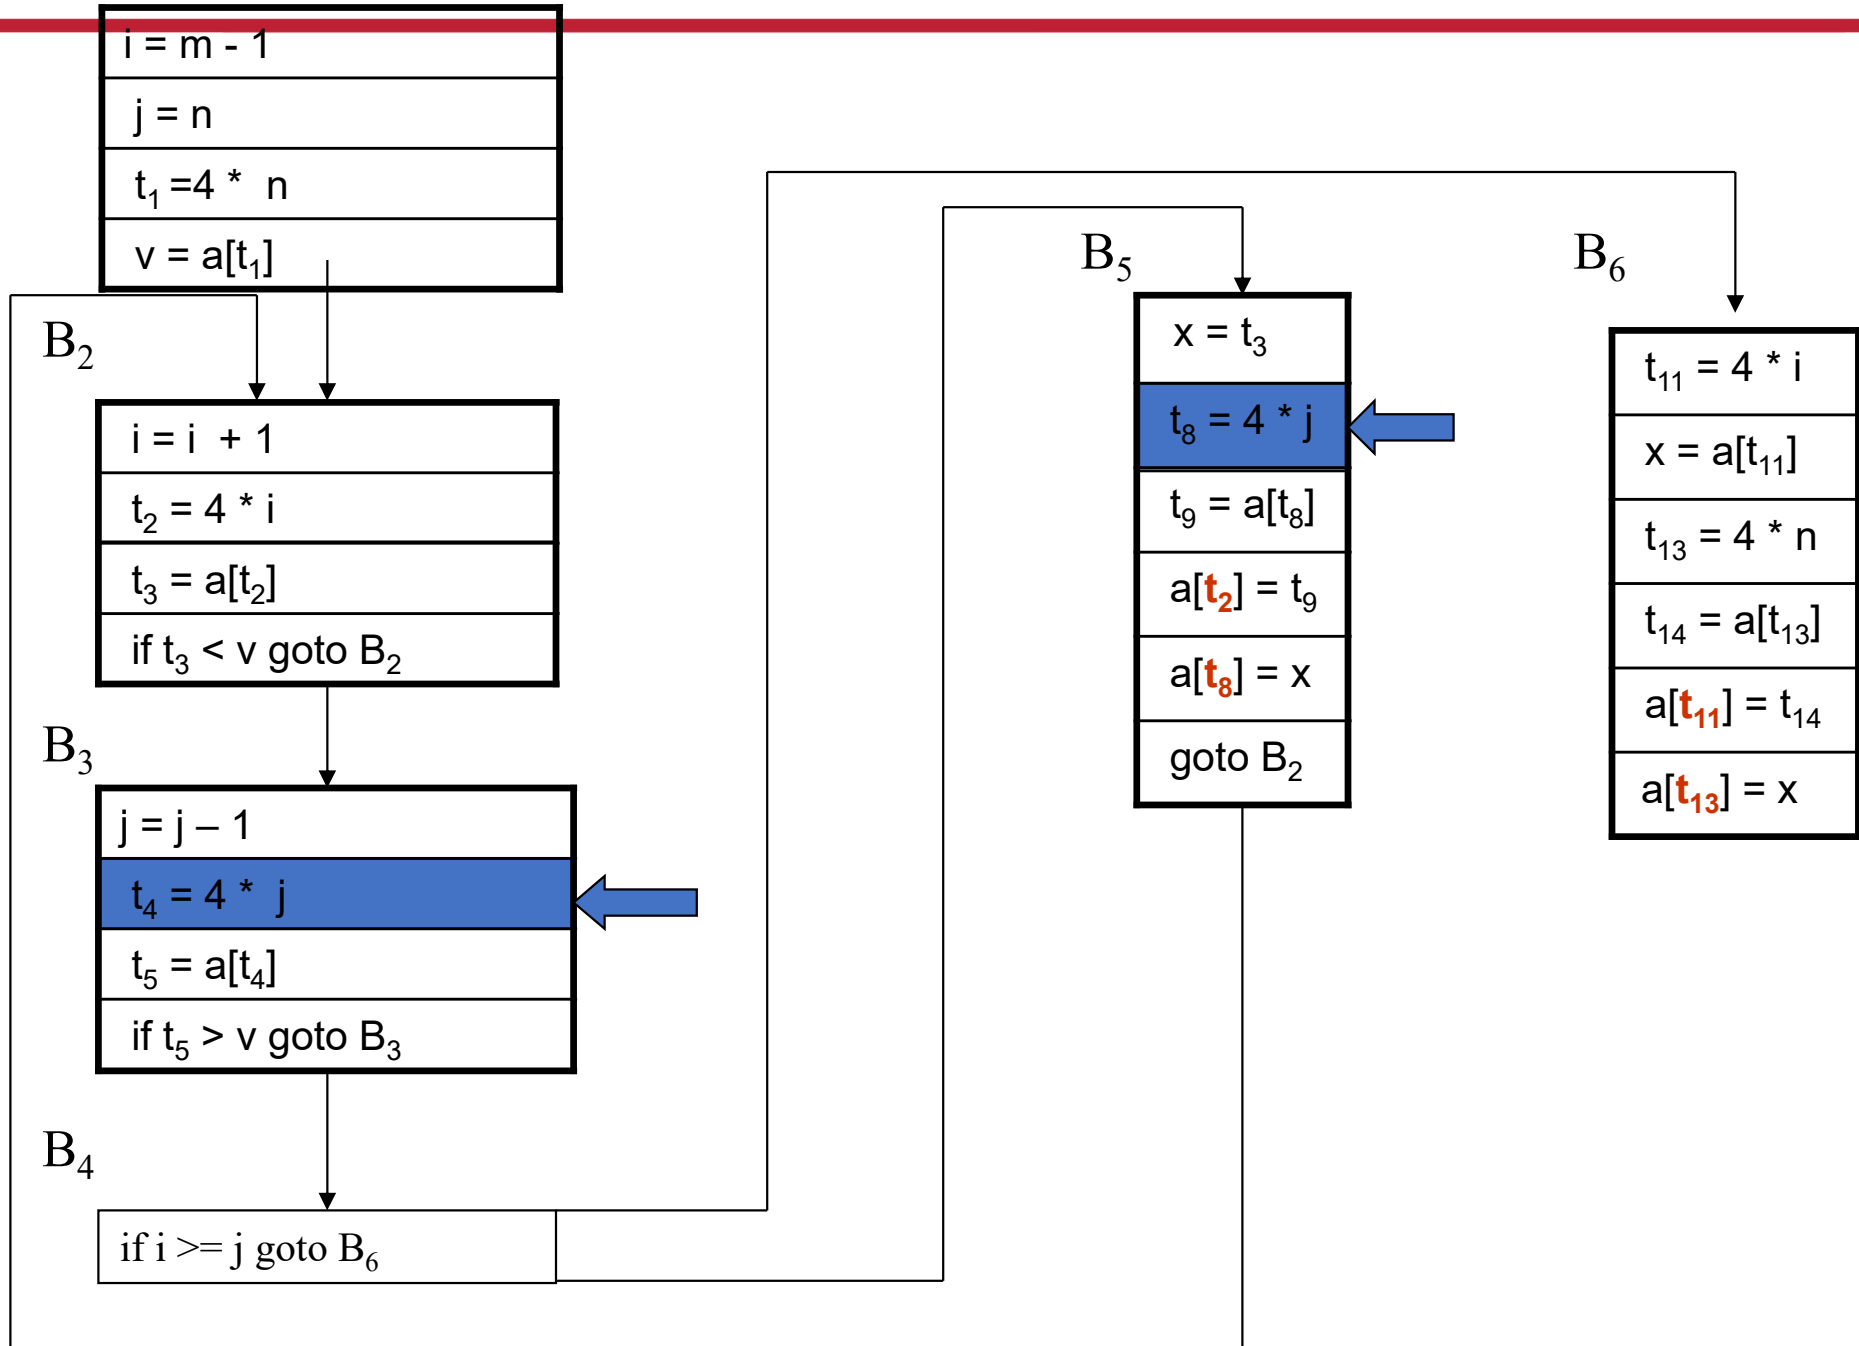 i = m - 1
j = n
t₁ =4 * n
v = a[t₁]
B₂
i = i + 1
t₂ = 4 * i
t₃ = a[t₂]
if t₃ < v goto B₂
B₃
j = j – 1
t₄ = 4 * j
t₅ = a[t₄]
if t₅ > v goto B₃
B₄
if i >= j goto B₆
B₅
x = t₃
t₈ = 4 * j
t₉ = a[t₈]
a[t₂] = t₉
a[t₈] = x
goto B₂
B₆
t₁₁ = 4 * i
x = a[t₁₁]
t₁₃ = 4 * n
t₁₄ = a[t₁₃]
a[t₁₁] = t₁₄
a[t₁₃] = x